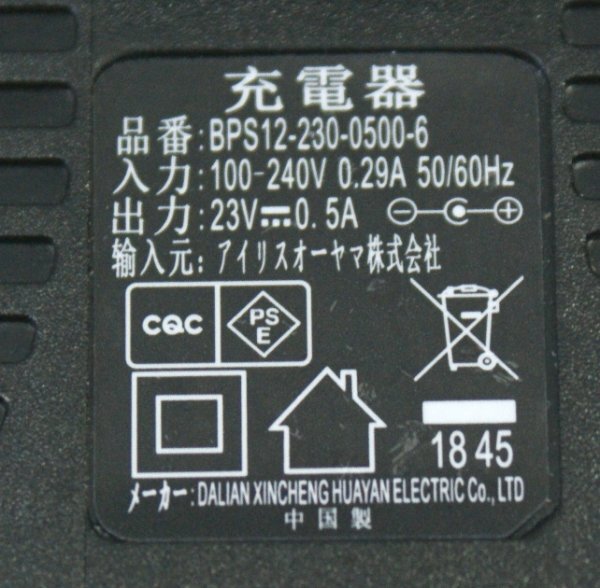 充電器
品番:BPS12-230-0500-6
入力:100-240V 0.29A 50/60Hz
出力:23V⎓0.5A
輸入元:アイリスオーヤマ株式会社
CQC
PS
E
1845
メーカー:DALIAN XINCHENG HUAYAN ELECTRIC Co., LTD
中国製